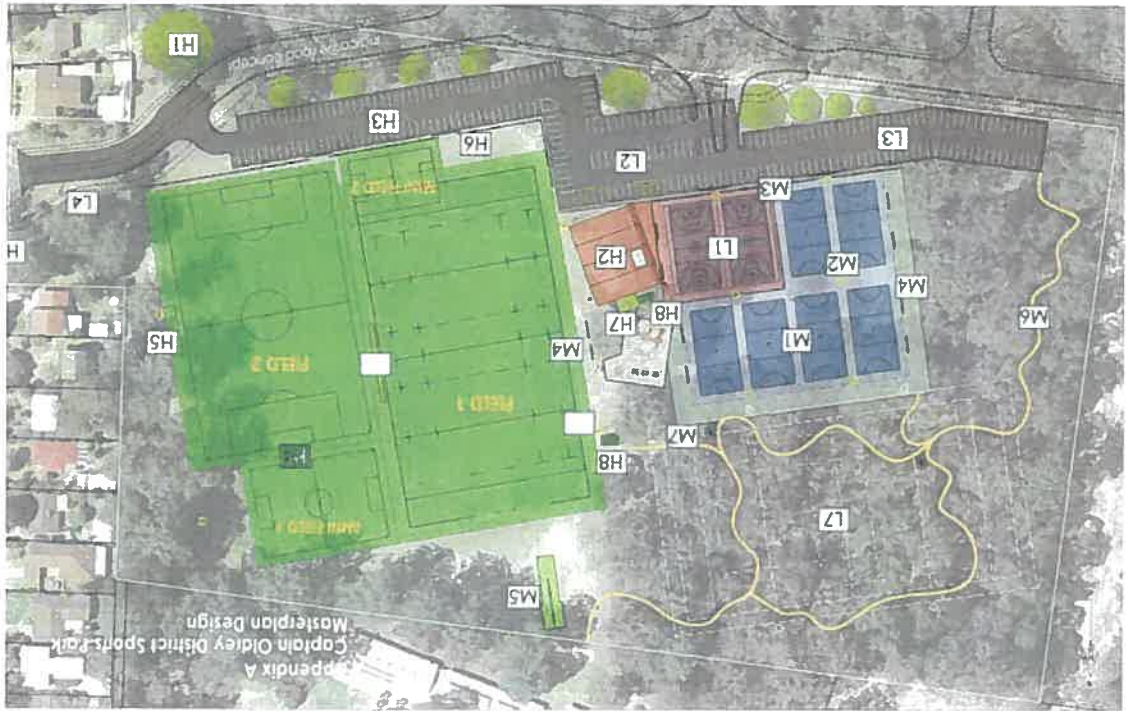 Appendix A
Captain Oldrey District Sports Park
Masterplan Design
M5
MINI FIELD 1
L7
H8
M7
FIELD 1
FIELD 2
M4
H5
M1
H7
H8
M6
M4
M2
H2
L1
H
L4
M3
MINI FIELD 2
L2
H6
L3
H3
H1